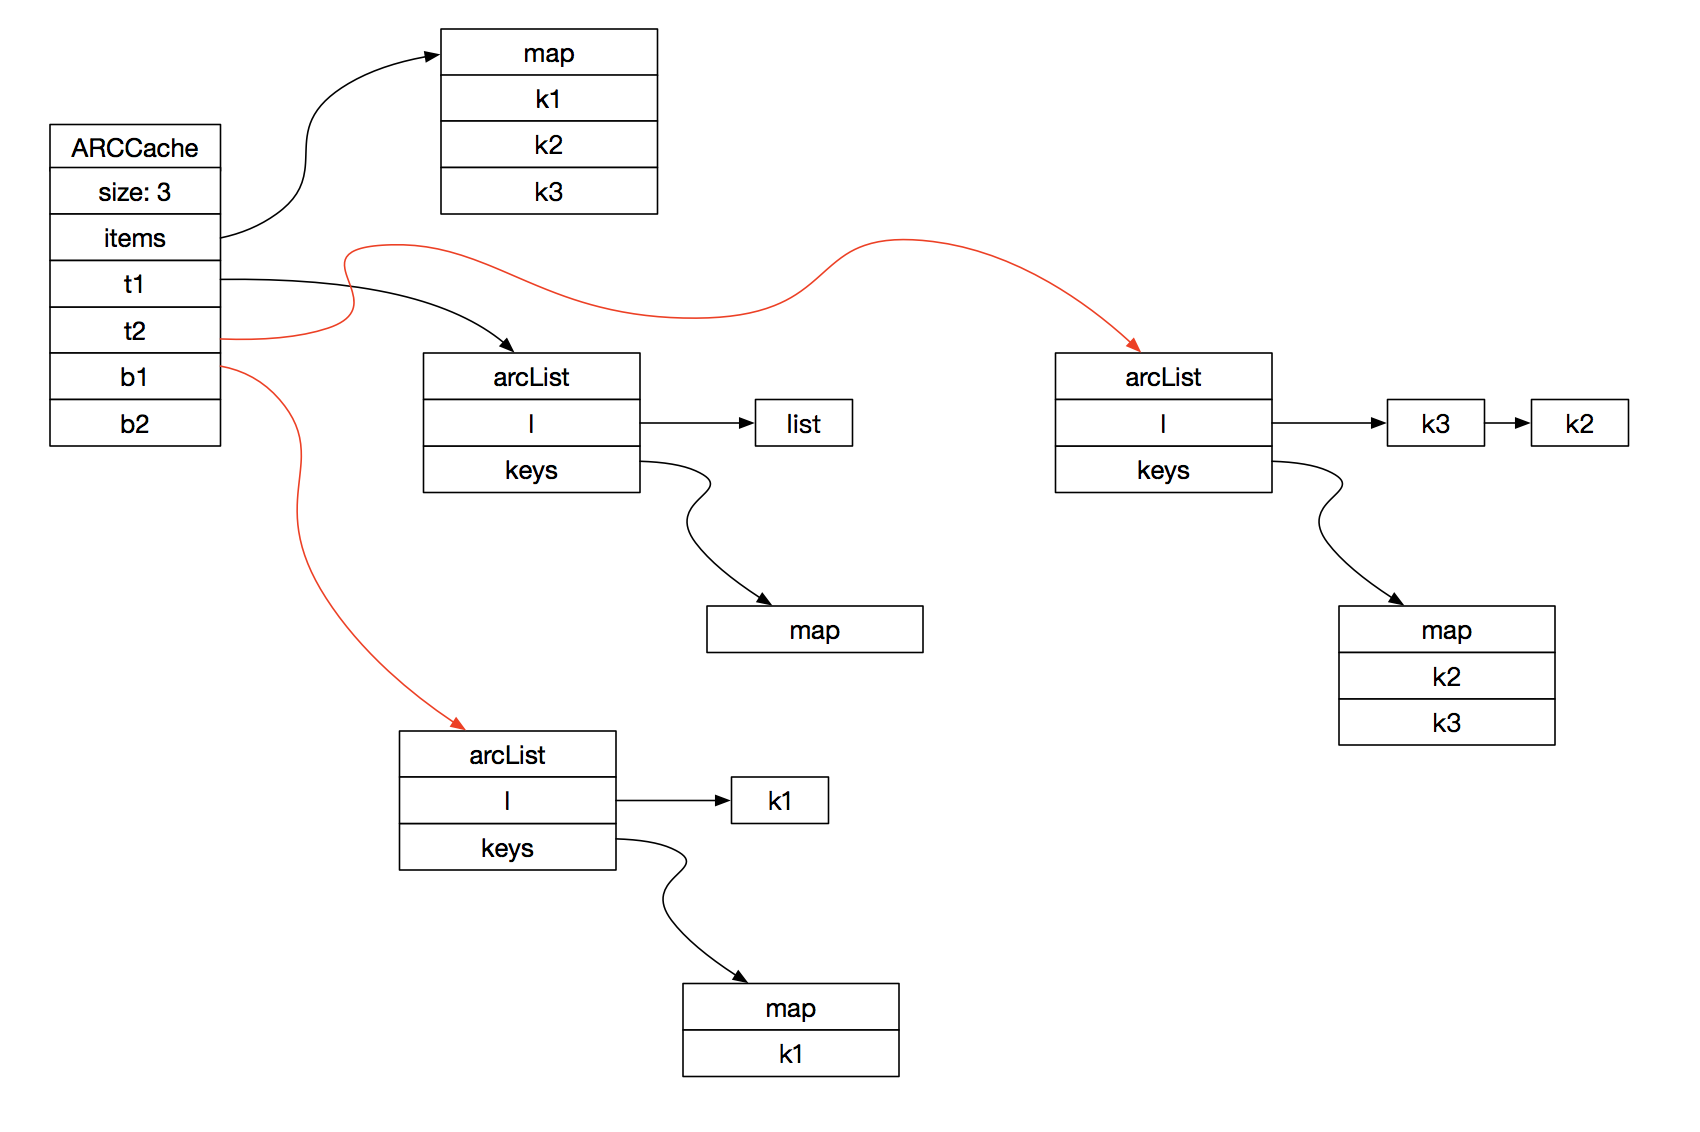 map
k1
k2
k3
ARCCache
size: 3
items
t1
t2
b1
b2
arcList
l
keys
list
map
arcList
l
keys
k3
k2
map
k2
k3
arcList
l
keys
k1
map
k1